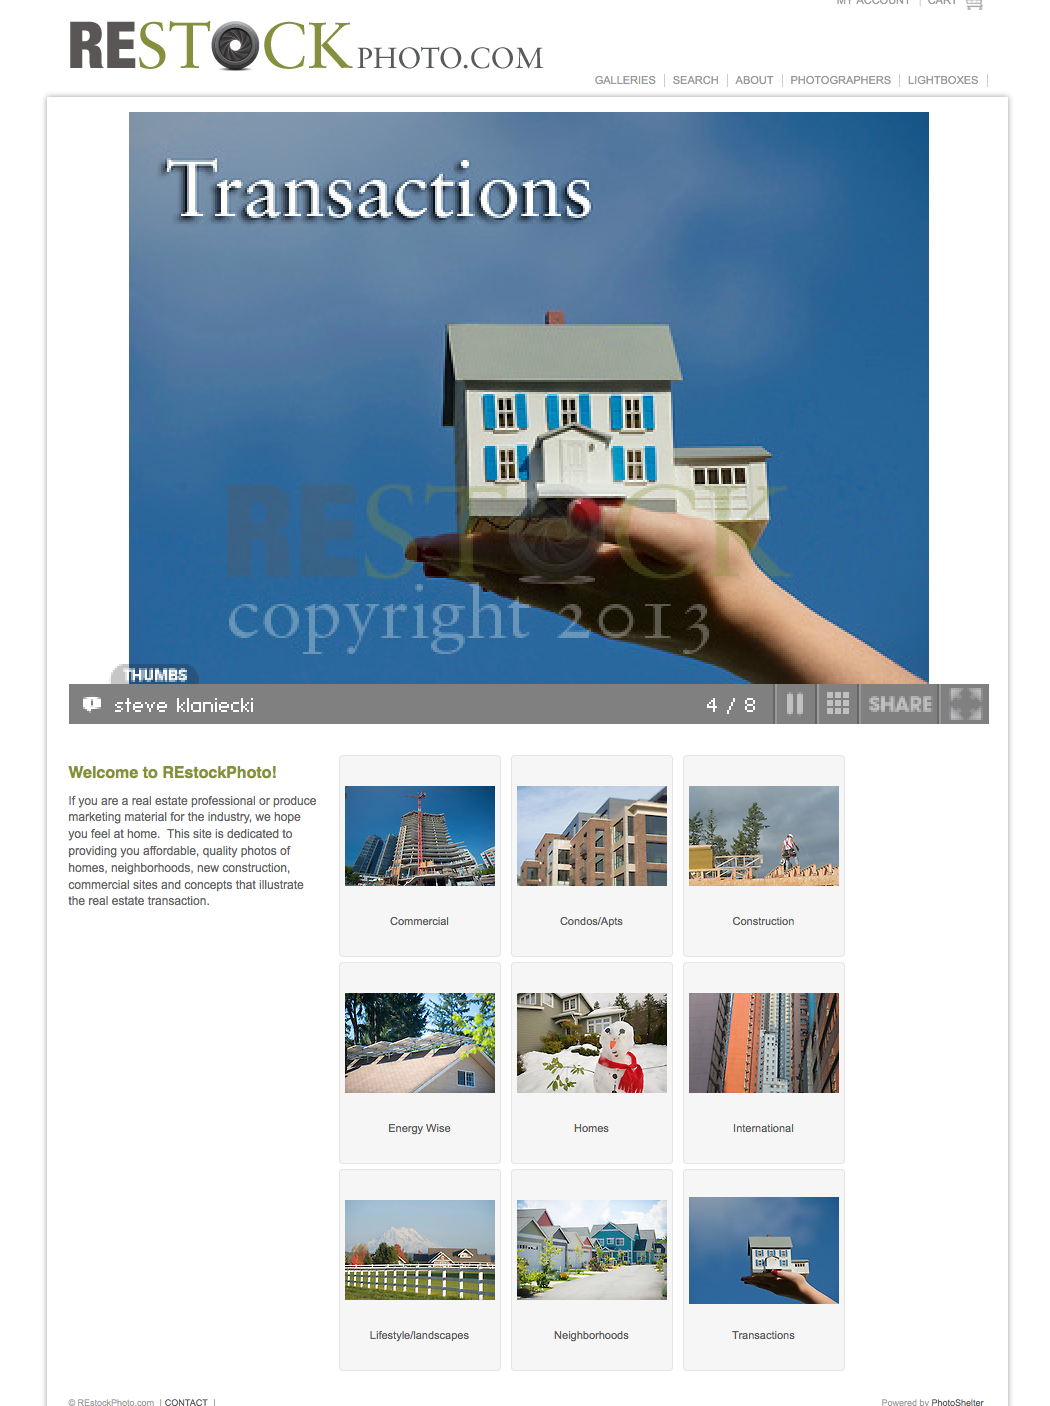 MY ACCOUNT | CART
RESTOCKPHOTO.COM
GALLERIES | SEARCH | ABOUT | PHOTOGRAPHERS | LIGHTBOXES |
Transactions
RESTOCK
copyright 2013
THUMBS
steve klaniecki
4 / 8
SHARE
Welcome to REstockPhoto!
If you are a real estate professional or produce
marketing material for the industry, we hope
you feel at home.  This site is dedicated to
providing you affordable, quality photos of
homes, neighborhoods, new construction,
commercial sites and concepts that illustrate
the real estate transaction.
Commercial
Condos/Apts
Construction
Energy Wise
Homes
International
Lifestyle/landscapes
Neighborhoods
Transactions
© REstockPhoto.com | CONTACT |
Powered by PhotoShelter